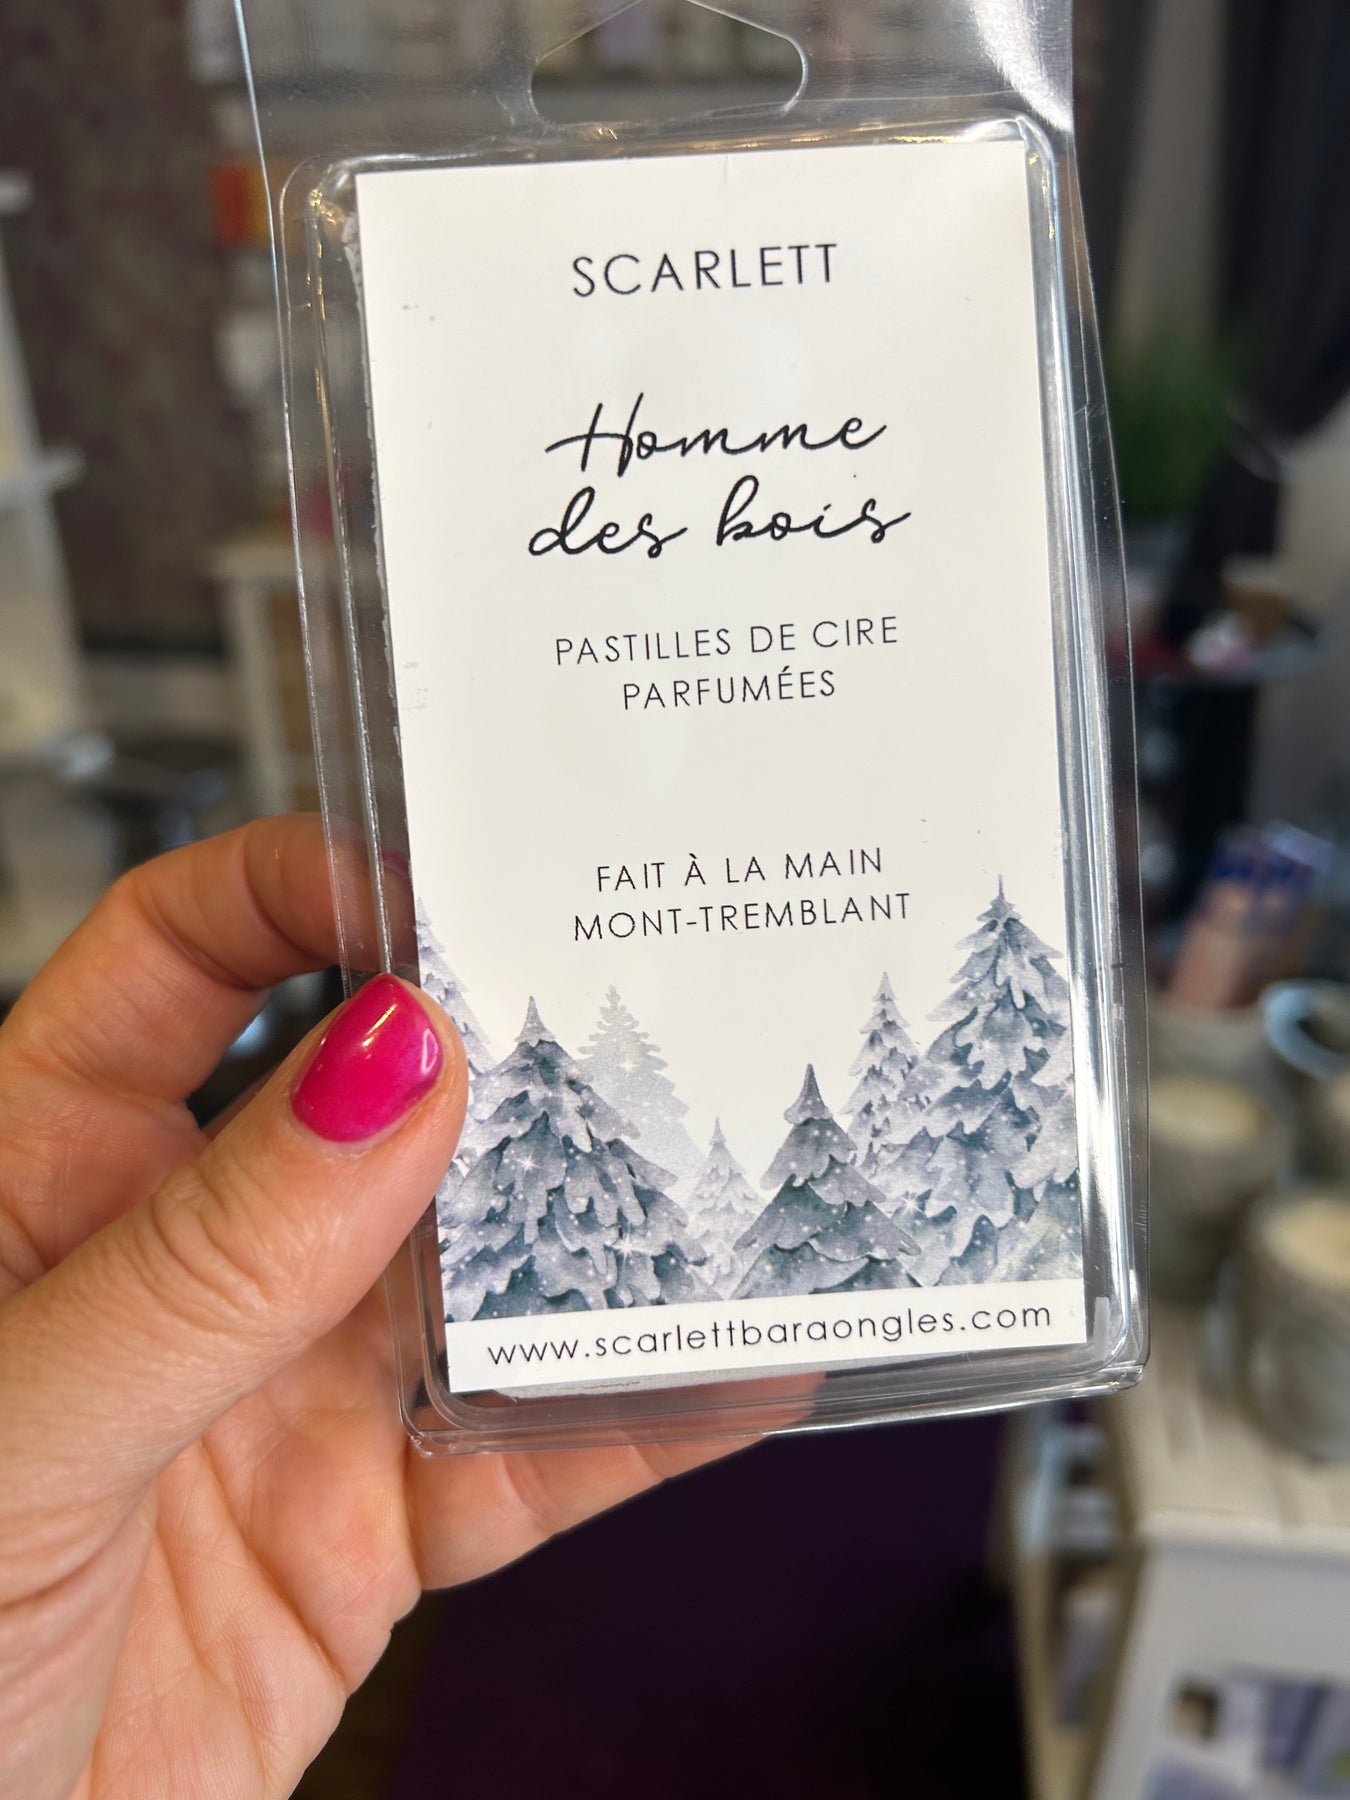 SCARLETT
Homme
des bois
PASTILLES DE CIRE
PARFUMÉES
FAIT À LA MAIN
MONT-TREMBLANT
www.scarlettbaraongles.com